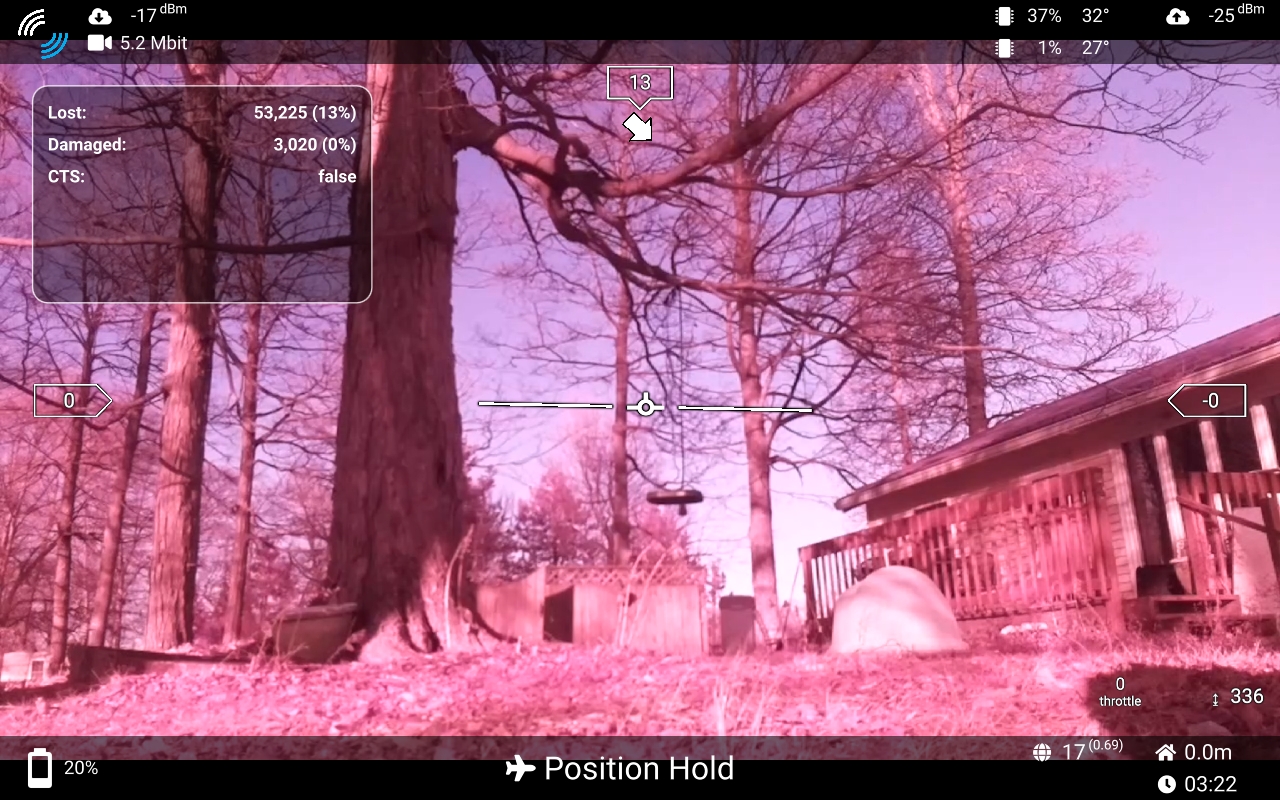 -17 dBm
37% 32°
-25 dBm
5.2 Mbit
1% 27°
13
Lost: 53,225 (13%)
Damaged: 3,020 (0%)
CTS: false
0
-0
0
throttle
336
20%
Position Hold
17 (0.69)
0.0m
03:22